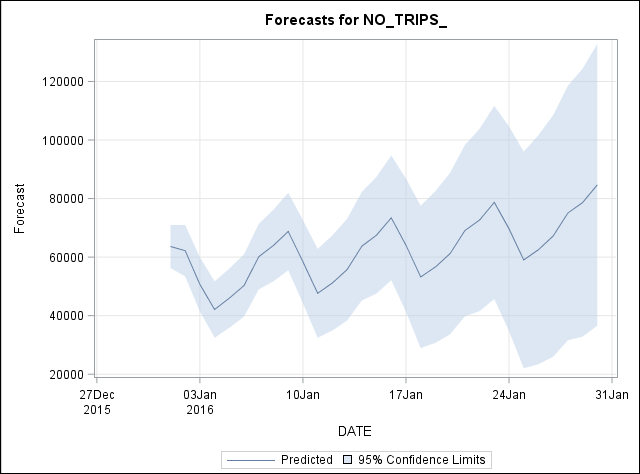 Forecasts for NO_TRIPS_
120000
100000
80000
60000
40000
20000
Forecast
27Dec 03Jan 10Jan 17Jan 24Jan 31Jan
2015 2016
DATE
Predicted 95% Confidence Limits